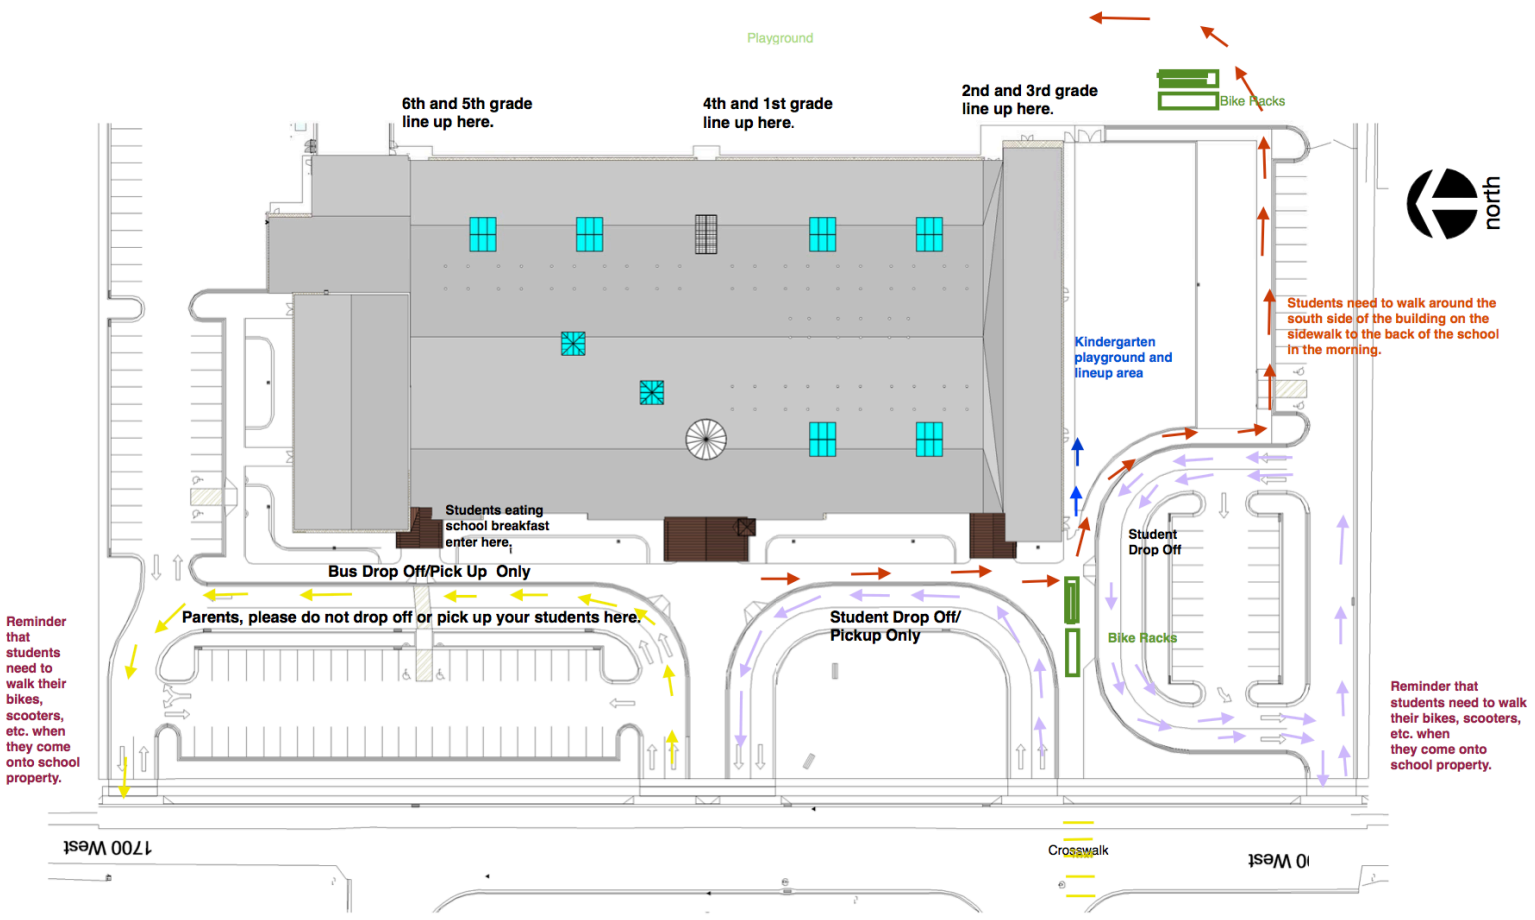 Playground
6th and 5th grade
line up here.
4th and 1st grade
line up here.
2nd and 3rd grade
line up here.
Bike Racks
north
Students need to walk around the
south side of the building on the
sidewalk to the back of the school
in the morning.
Kindergarten
playground and
lineup area
Students eating
school breakfast
enter here.
Student
Drop Off
Bus Drop Off/Pick Up Only
Parents, please do not drop off or pick up your students here.
Student Drop Off/
Pickup Only
Bike Racks
Reminder
that
students
need to
walk their
bikes,
scooters,
etc. when
they come
onto school
property.
Reminder that
students need to walk
their bikes, scooters,
etc. when
they come onto
school property.
1700 West
Crosswalk
00 West